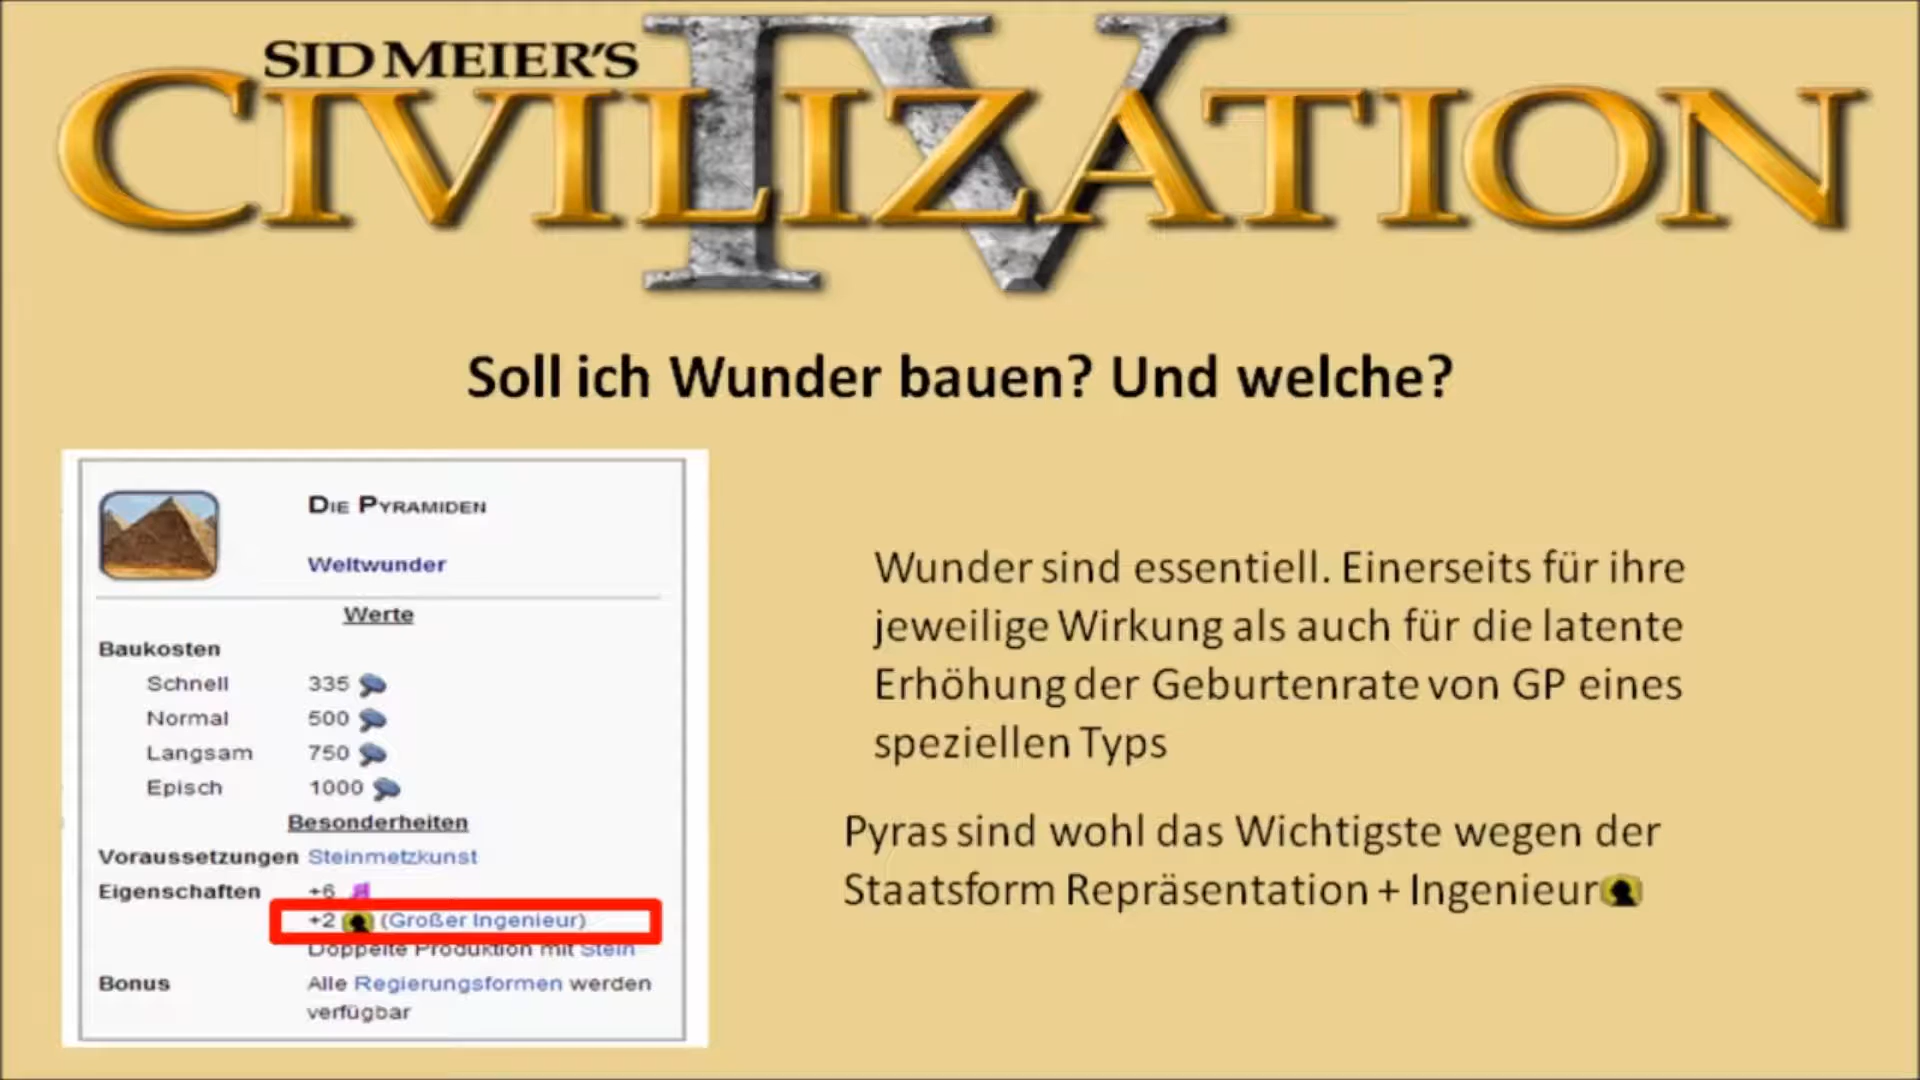 SID MEIER'S
CIVILIZATION
IV
Soll ich Wunder bauen? Und welche?
DIE PYRAMIDEN
Weltwunder
Werte
Baukosten
Schnell 335
Normal 500
Langsam 750
Episch 1000
Besonderheiten
Voraussetzungen Steinmetzkunst
Eigenschaften +6
+2 (Großer Ingenieur)
Doppelte Produktion mit Stein
Bonus Alle Regierungsformen werden
verfügbar
Wunder sind essentiell. Einerseits für ihre
jeweilige Wirkung als auch für die latente
Erhöhung der Geburtenrate von GP eines
speziellen Typs
Pyras sind wohl das Wichtigste wegen der
Staatsform Repräsentation + Ingenieur